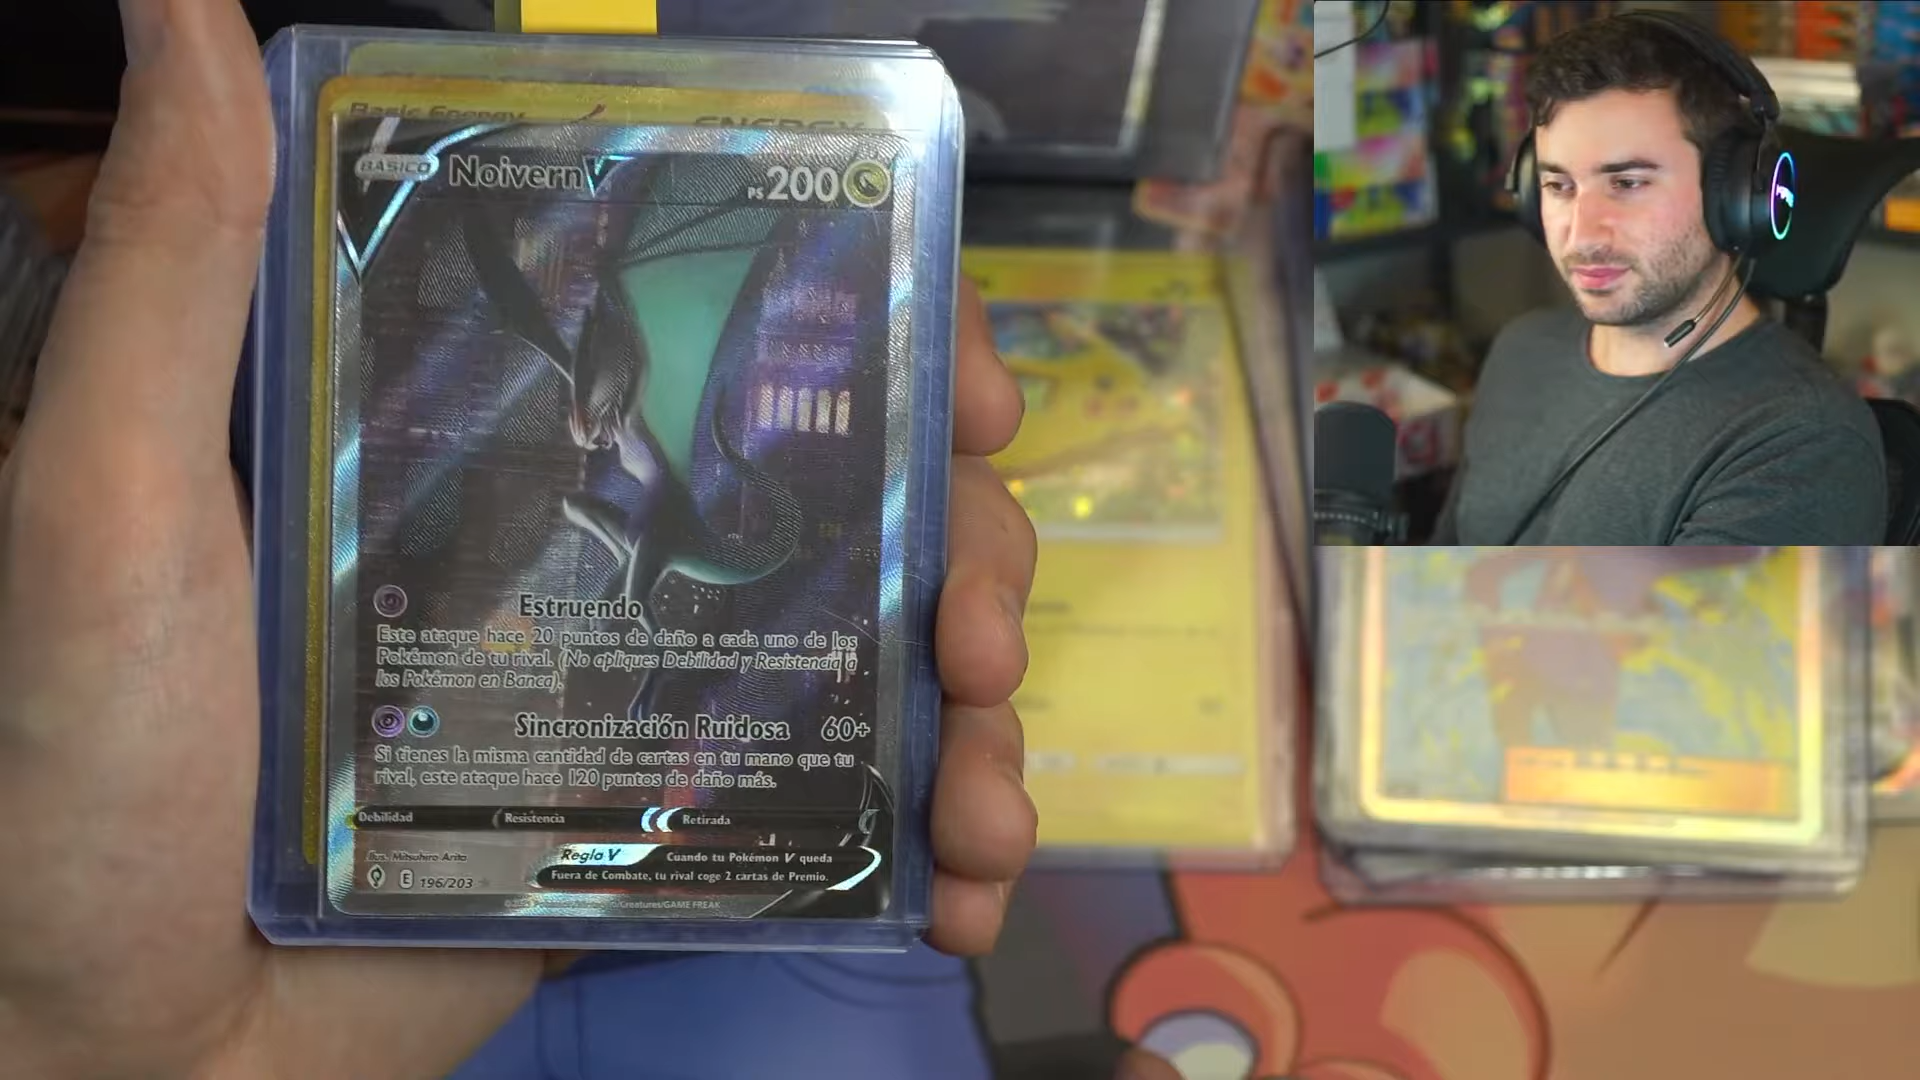 Basic Energy
ENERGY
BÁSICO Noivern V PS 200
Estruendo
Este ataque hace 20 puntos de daño a cada uno de los
Pokémon de tu rival. (No apliques Debilidad y Resistencia a
los Pokémon en Banca).
Sincronización Ruidosa 60+
Si tienes la misma cantidad de cartas en tu mano que tu
rival, este ataque hace 120 puntos de daño más.
Debilidad Resistencia Retirada
Ilus. Mitsuhiro Arita
Regla V Cuando tu Pokémon V queda
Fuera de Combate, tu rival coge 2 cartas de Premio.
E 196/203
/Creatures/GAME FREAK